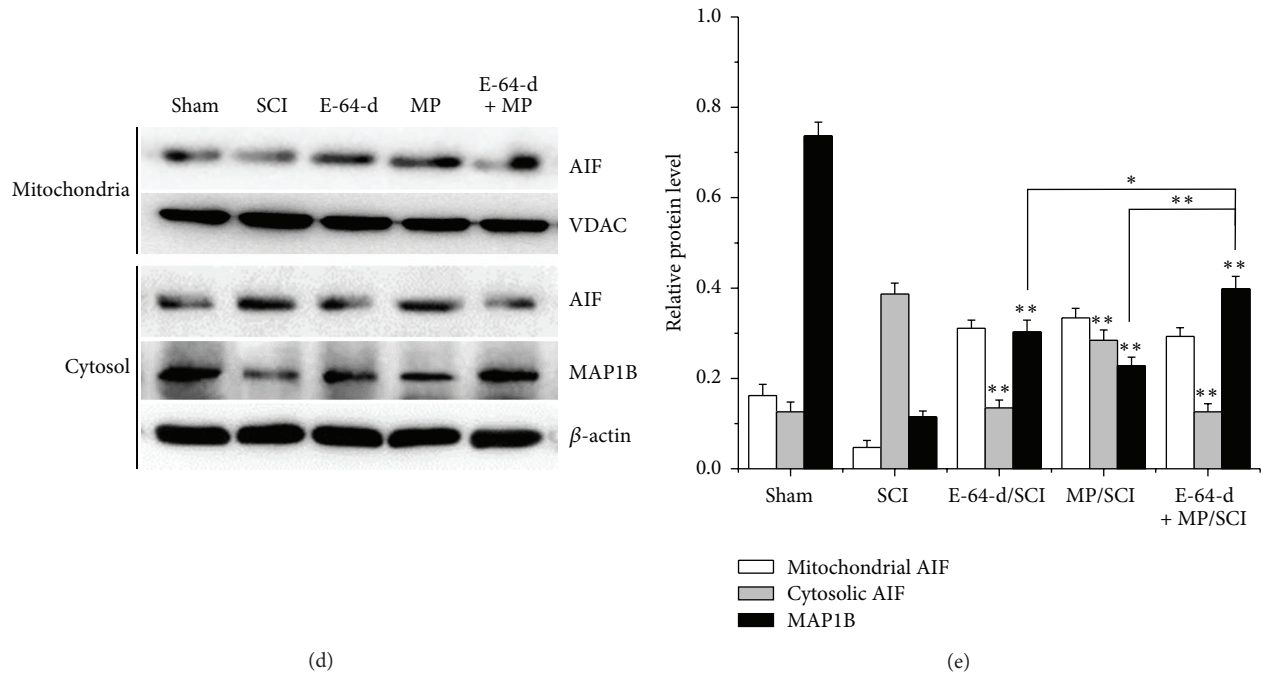 E-64-d
Sham SCI E-64-d MP + MP
Mitochondria
AIF
VDAC
Cytosol
AIF
MAP1B
β-actin
(d)
Relative protein level
1.0
0.8
0.6
0.4
0.2
0.0
*
**
**
**
**
**
**
**
Sham SCI E-64-d/SCI MP/SCI E-64-d
+ MP/SCI
Mitochondrial AIF
Cytosolic AIF
MAP1B
(e)